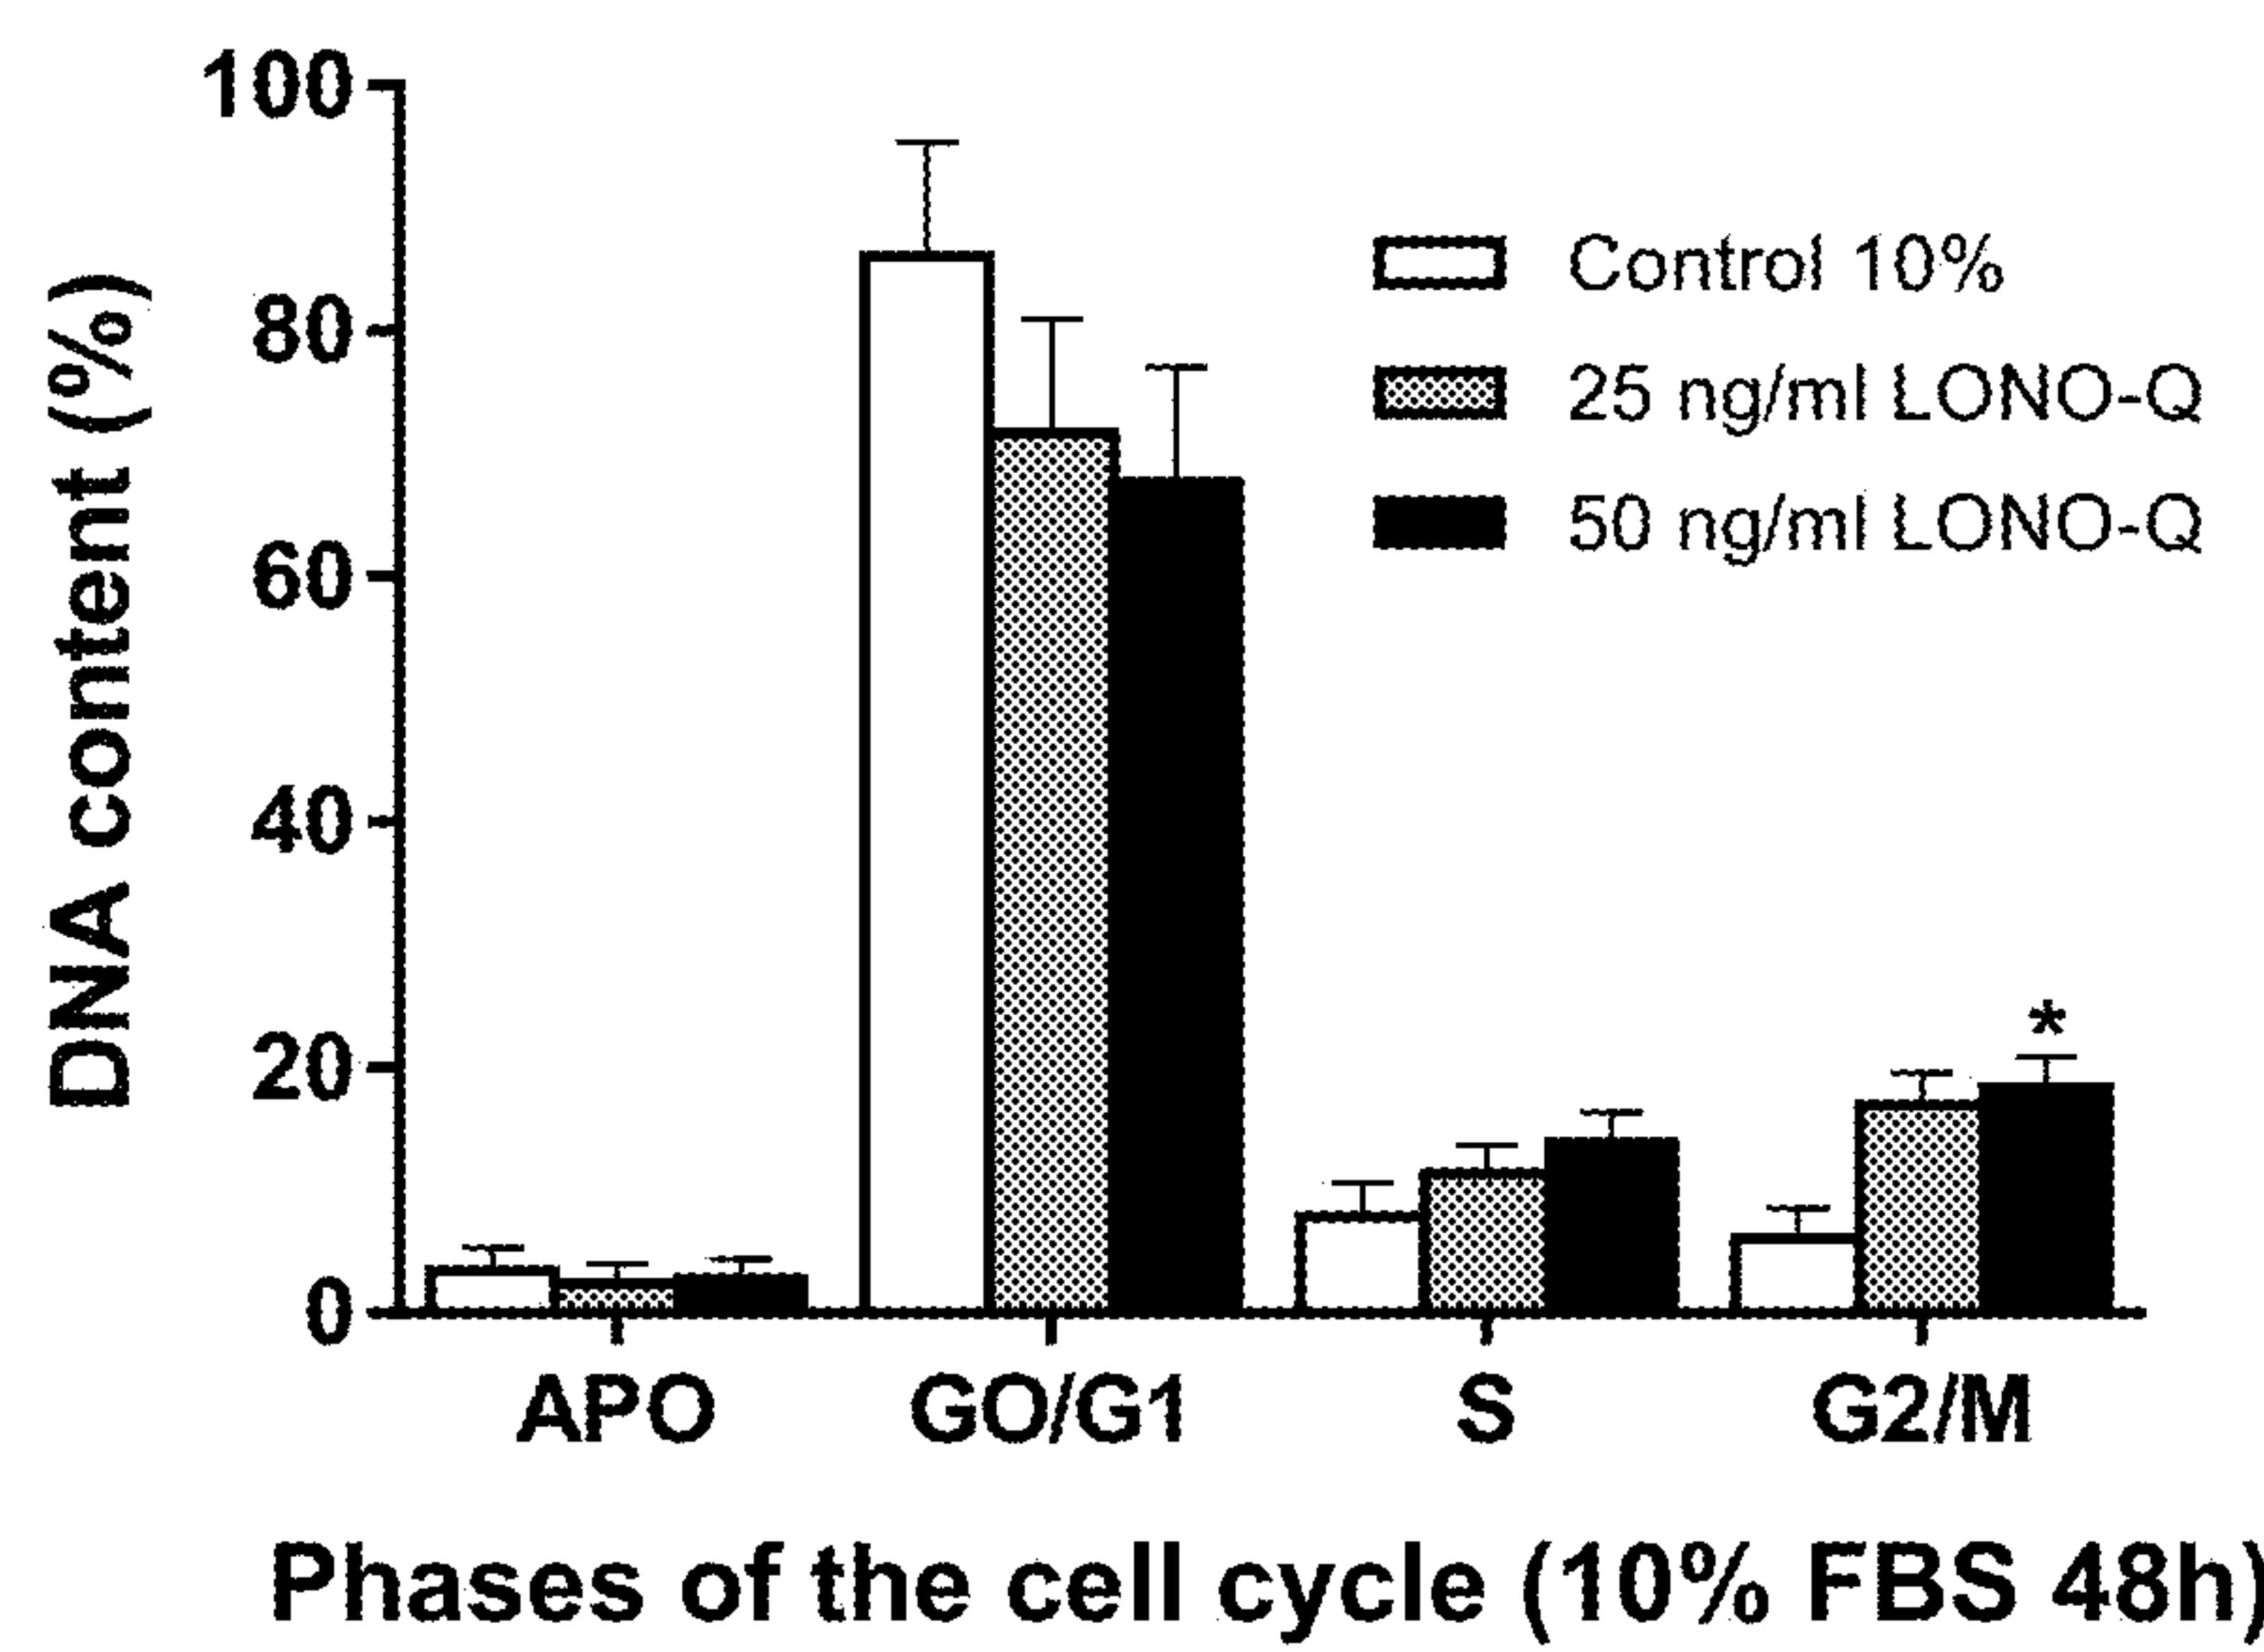 DNA content (%)
100
80
60
40
20
0
Control 10%
25 ng/ml LONO-Q
50 ng/ml LONO-Q
*
APO GO/G1 S G2/M
Phases of the cell cycle (10% FBS 48h)